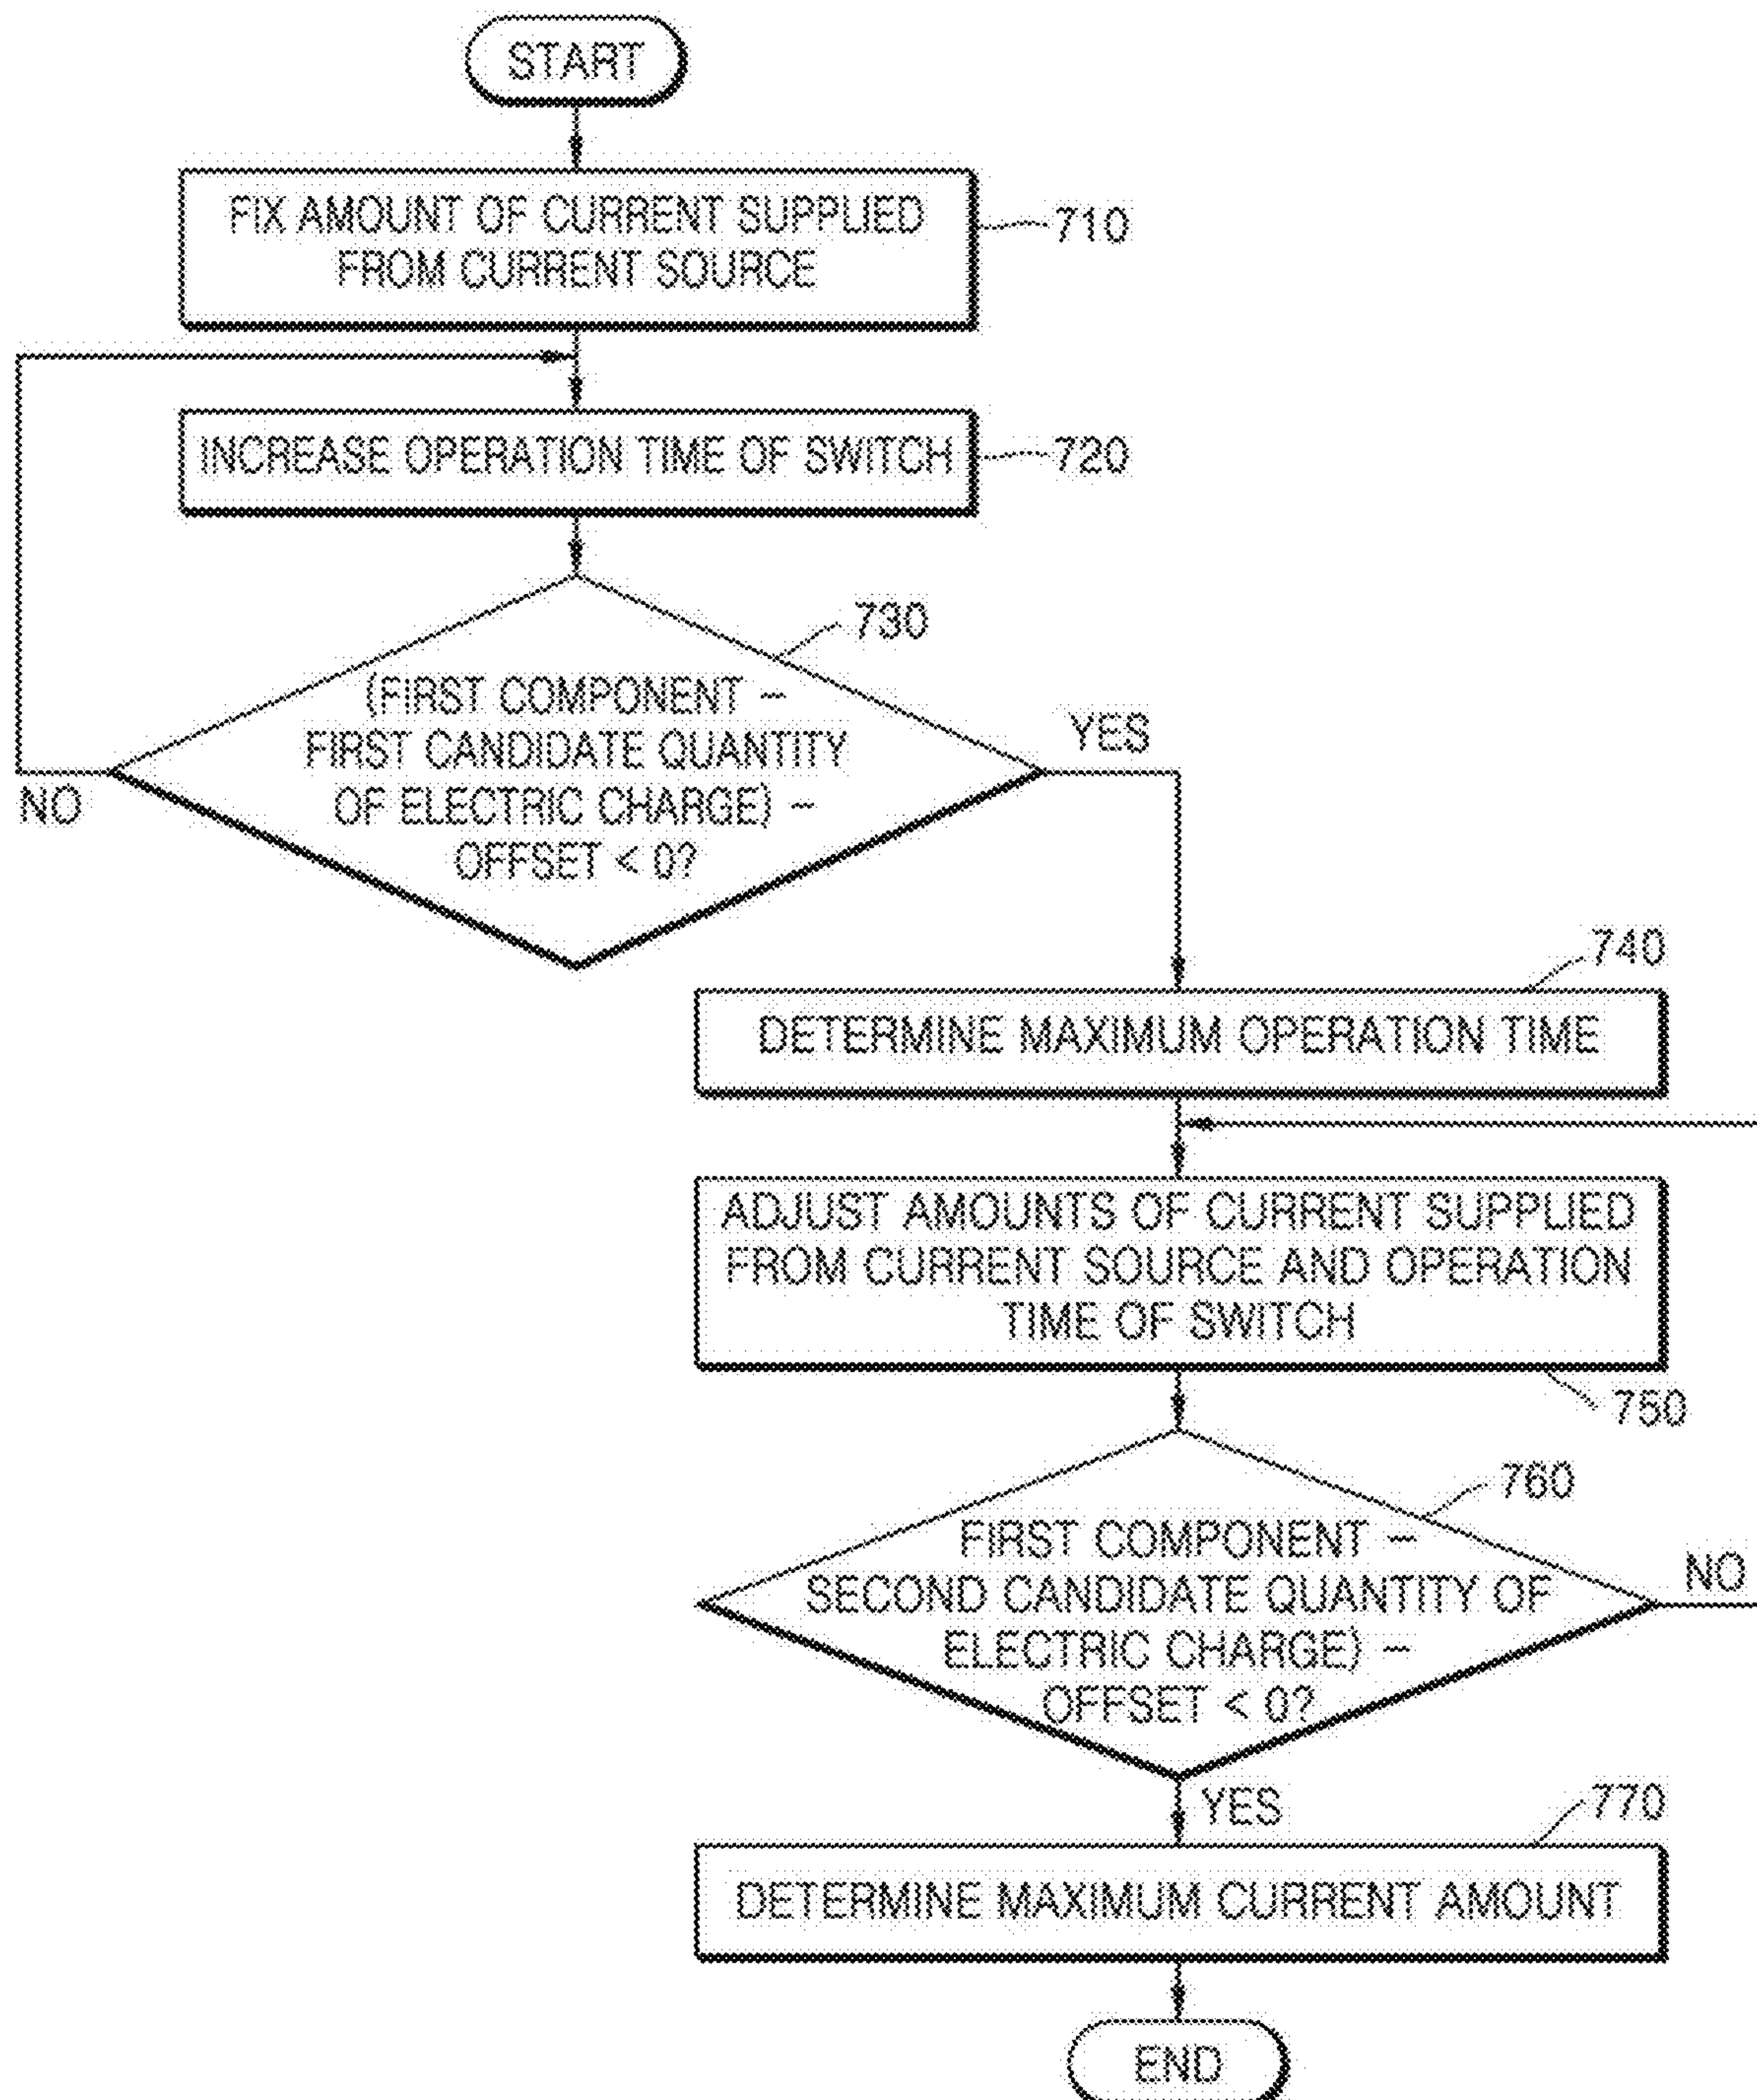 START
FIX AMOUNT OF CURRENT SUPPLIED
FROM CURRENT SOURCE
710
INCREASE OPERATION TIME OF SWITCH
720
730
(FIRST COMPONENT –
FIRST CANDIDATE QUANTITY
OF ELECTRIC CHARGE) –
OFFSET < 0?
YES
NO
740
DETERMINE MAXIMUM OPERATION TIME
ADJUST AMOUNTS OF CURRENT SUPPLIED
FROM CURRENT SOURCE AND OPERATION
TIME OF SWITCH
750
760
FIRST COMPONENT –
SECOND CANDIDATE QUANTITY OF
ELECTRIC CHARGE) –
OFFSET < 0?
NO
YES
770
DETERMINE MAXIMUM CURRENT AMOUNT
END